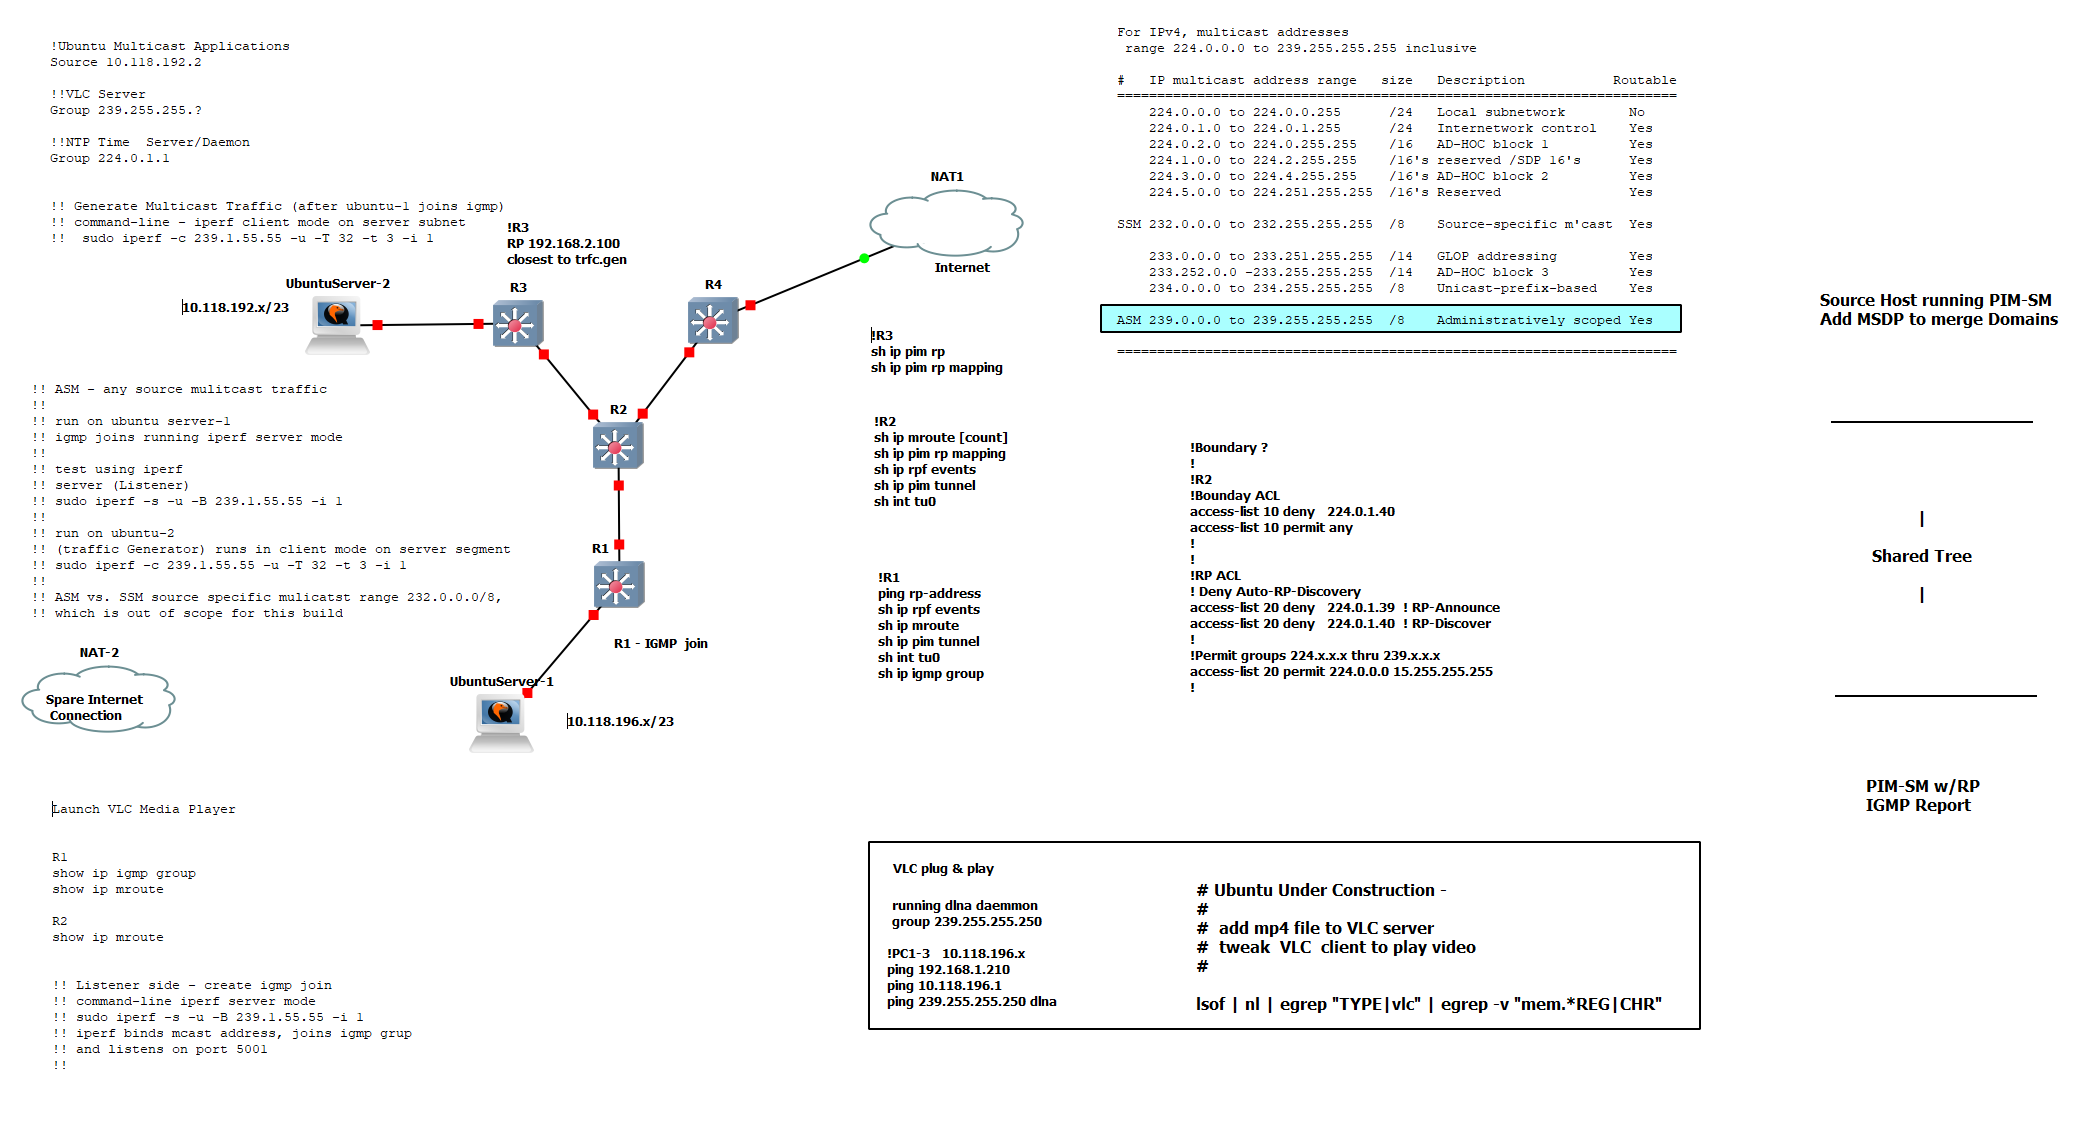 !Ubuntu Multicast Applications
Source 10.118.192.2
!!VLC Server
Group 239.255.255.?
!!NTP Time  Server/Daemon
Group 224.0.1.1
!! Generate Multicast Traffic (after ubuntu-1 joins igmp)
!! command-line - iperf client mode on server subnet
!!  sudo iperf -c 239.1.55.55 -u -T 32 -t 3 -i 1
!R3
RP 192.168.2.100
closest to trfc.gen
UbuntuServer-2
10.118.192.x/23
R3
R4
NAT1
Internet
R2
R1
R1 - IGMP  join
UbuntuServer-1
10.118.196.x/23
!! ASM - any source mulitcast traffic
!!
!! run on ubuntu server-1
!! igmp joins running iperf server mode
!!
!! test using iperf
!! server (Listener)
!! sudo iperf -s -u -B 239.1.55.55 -i 1
!!
!! run on ubuntu-2
!! (traffic Generator) runs in client mode on server segment
!! sudo iperf -c 239.1.55.55 -u -T 32 -t 3 -i 1
!!
!! ASM vs. SSM source specific mulicatst range 232.0.0.0/8,
!! which is out of scope for this build
NAT-2
Spare Internet
Connection
Launch VLC Media Player
R1
show ip igmp group
show ip mroute
R2
show ip mroute
!! Listener side - create igmp join
!! command-line iperf server mode
!! sudo iperf -s -u -B 239.1.55.55 -i 1
!! iperf binds mcast address, joins igmp grup
!! and listens on port 5001
!!
!R3
sh ip pim rp
sh ip pim rp mapping
!R2
sh ip mroute [count]
sh ip pim rp mapping
sh ip rpf events
sh ip pim tunnel
sh int tu0
!R1
ping rp-address
sh ip rpf events
sh ip mroute
sh ip pim tunnel
sh int tu0
sh ip igmp group
For IPv4, multicast addresses
range 224.0.0.0 to 239.255.255.255 inclusive
#   IP multicast address range   size   Description           Routable
======================================================================
224.0.0.0 to 224.0.0.255      /24   Local subnetwork        No
224.0.1.0 to 224.0.1.255      /24   Internetwork control    Yes
224.0.2.0 to 224.0.255.255    /16   AD-HOC block 1          Yes
224.1.0.0 to 224.2.255.255    /16's reserved /SDP 16's      Yes
224.3.0.0 to 224.4.255.255    /16's AD-HOC block 2          Yes
224.5.0.0 to 224.251.255.255  /16's Reserved                Yes
SSM 232.0.0.0 to 232.255.255.255  /8    Source-specific m'cast  Yes
233.0.0.0 to 233.251.255.255  /14   GLOP addressing         Yes
233.252.0.0 -233.255.255.255  /14   AD-HOC block 3          Yes
234.0.0.0 to 234.255.255.255  /8    Unicast-prefix-based    Yes
ASM 239.0.0.0 to 239.255.255.255  /8    Administratively scoped Yes
======================================================================
!Boundary ?
!
!R2
!Bounday ACL
access-list 10 deny   224.0.1.40
access-list 10 permit any
!
!
!RP ACL
! Deny Auto-RP-Discovery
access-list 20 deny   224.0.1.39  ! RP-Announce
access-list 20 deny   224.0.1.40  ! RP-Discover
!
!Permit groups 224.x.x.x thru 239.x.x.x
access-list 20 permit 224.0.0.0 15.255.255.255
!
Source Host running PIM-SM
Add MSDP to merge Domains
|
Shared Tree
|
PIM-SM w/RP
IGMP Report
VLC plug & play
running dlna daemmon
group 239.255.255.250
!PC1-3   10.118.196.x
ping 192.168.1.210
ping 10.118.196.1
ping 239.255.255.250 dlna
# Ubuntu Under Construction -
#
#  add mp4 file to VLC server
#  tweak  VLC  client to play video
#
lsof | nl | egrep "TYPE|vlc" | egrep -v "mem.*REG|CHR"